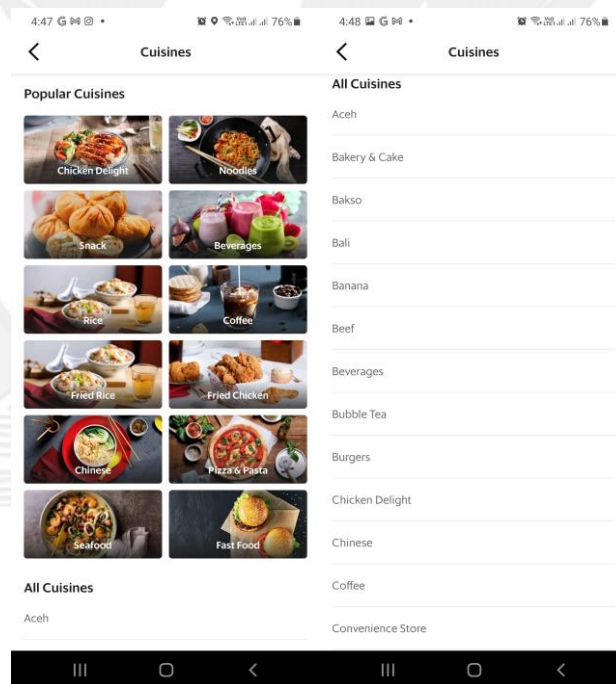 4:47
76%
Cuisines
Popular Cuisines
Chicken Delight
Noodles
Snack
Beverages
Rice
Coffee
Fried Rice
Fried Chicken
Chinese
Pizza & Pasta
Seafood
Fast Food
All Cuisines
Aceh
4:48
76%
Cuisines
All Cuisines
Aceh
Bakery & Cake
Bakso
Bali
Banana
Beef
Beverages
Bubble Tea
Burgers
Chicken Delight
Chinese
Coffee
Convenience Store